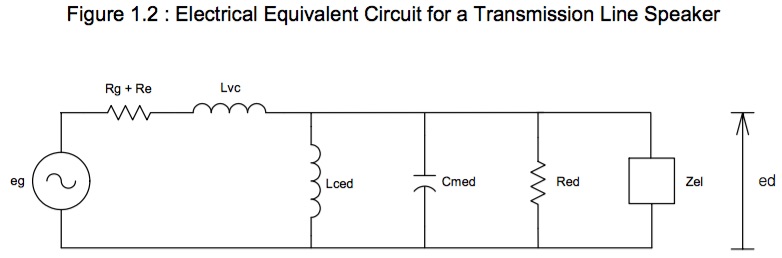 Figure 1.2 : Electrical Equivalent Circuit for a Transmission Line Speaker
Rg + Re
Lvc
eg
Lced
Cmed
Red
Zel
ed